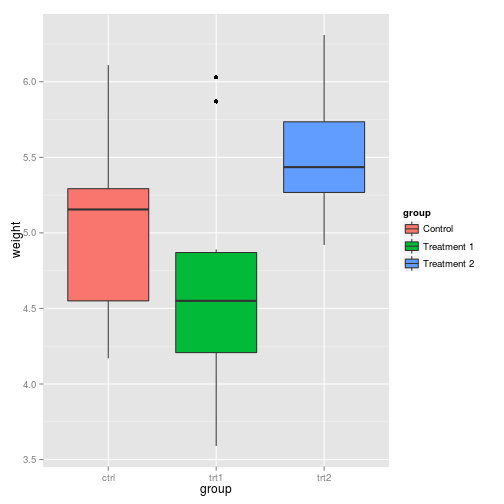 6.0
5.5
5.0
4.5
4.0
3.5
weight
ctrl
trt1
trt2
group
group
Control
Treatment 1
Treatment 2